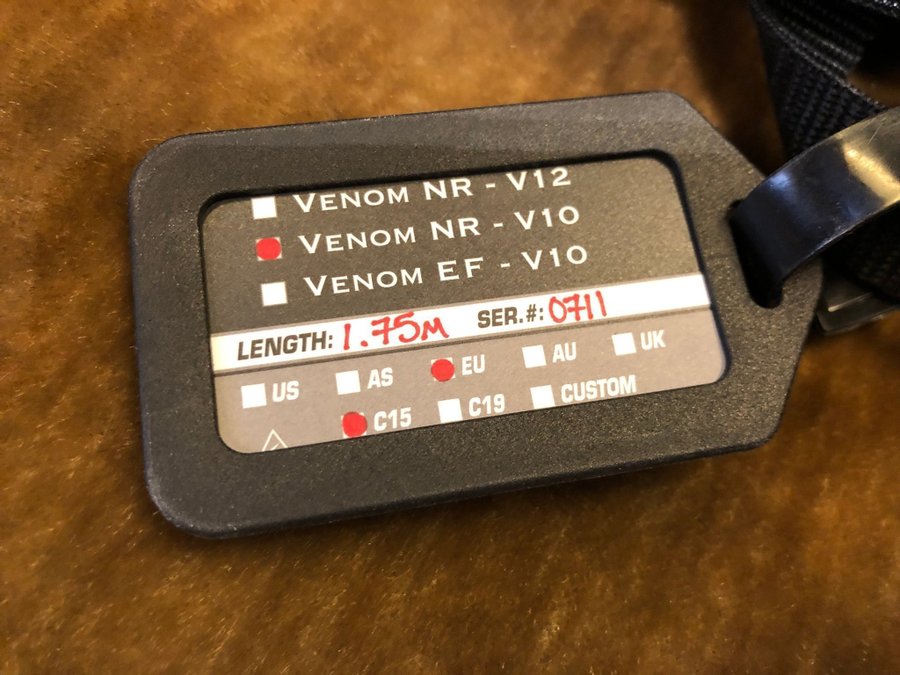 VENOM NR - V12
VENOM NR - V10
VENOM EF - V10
LENGTH: 1.75M SER.#: 0711
US AS EU AU UK
C15 C19 CUSTOM